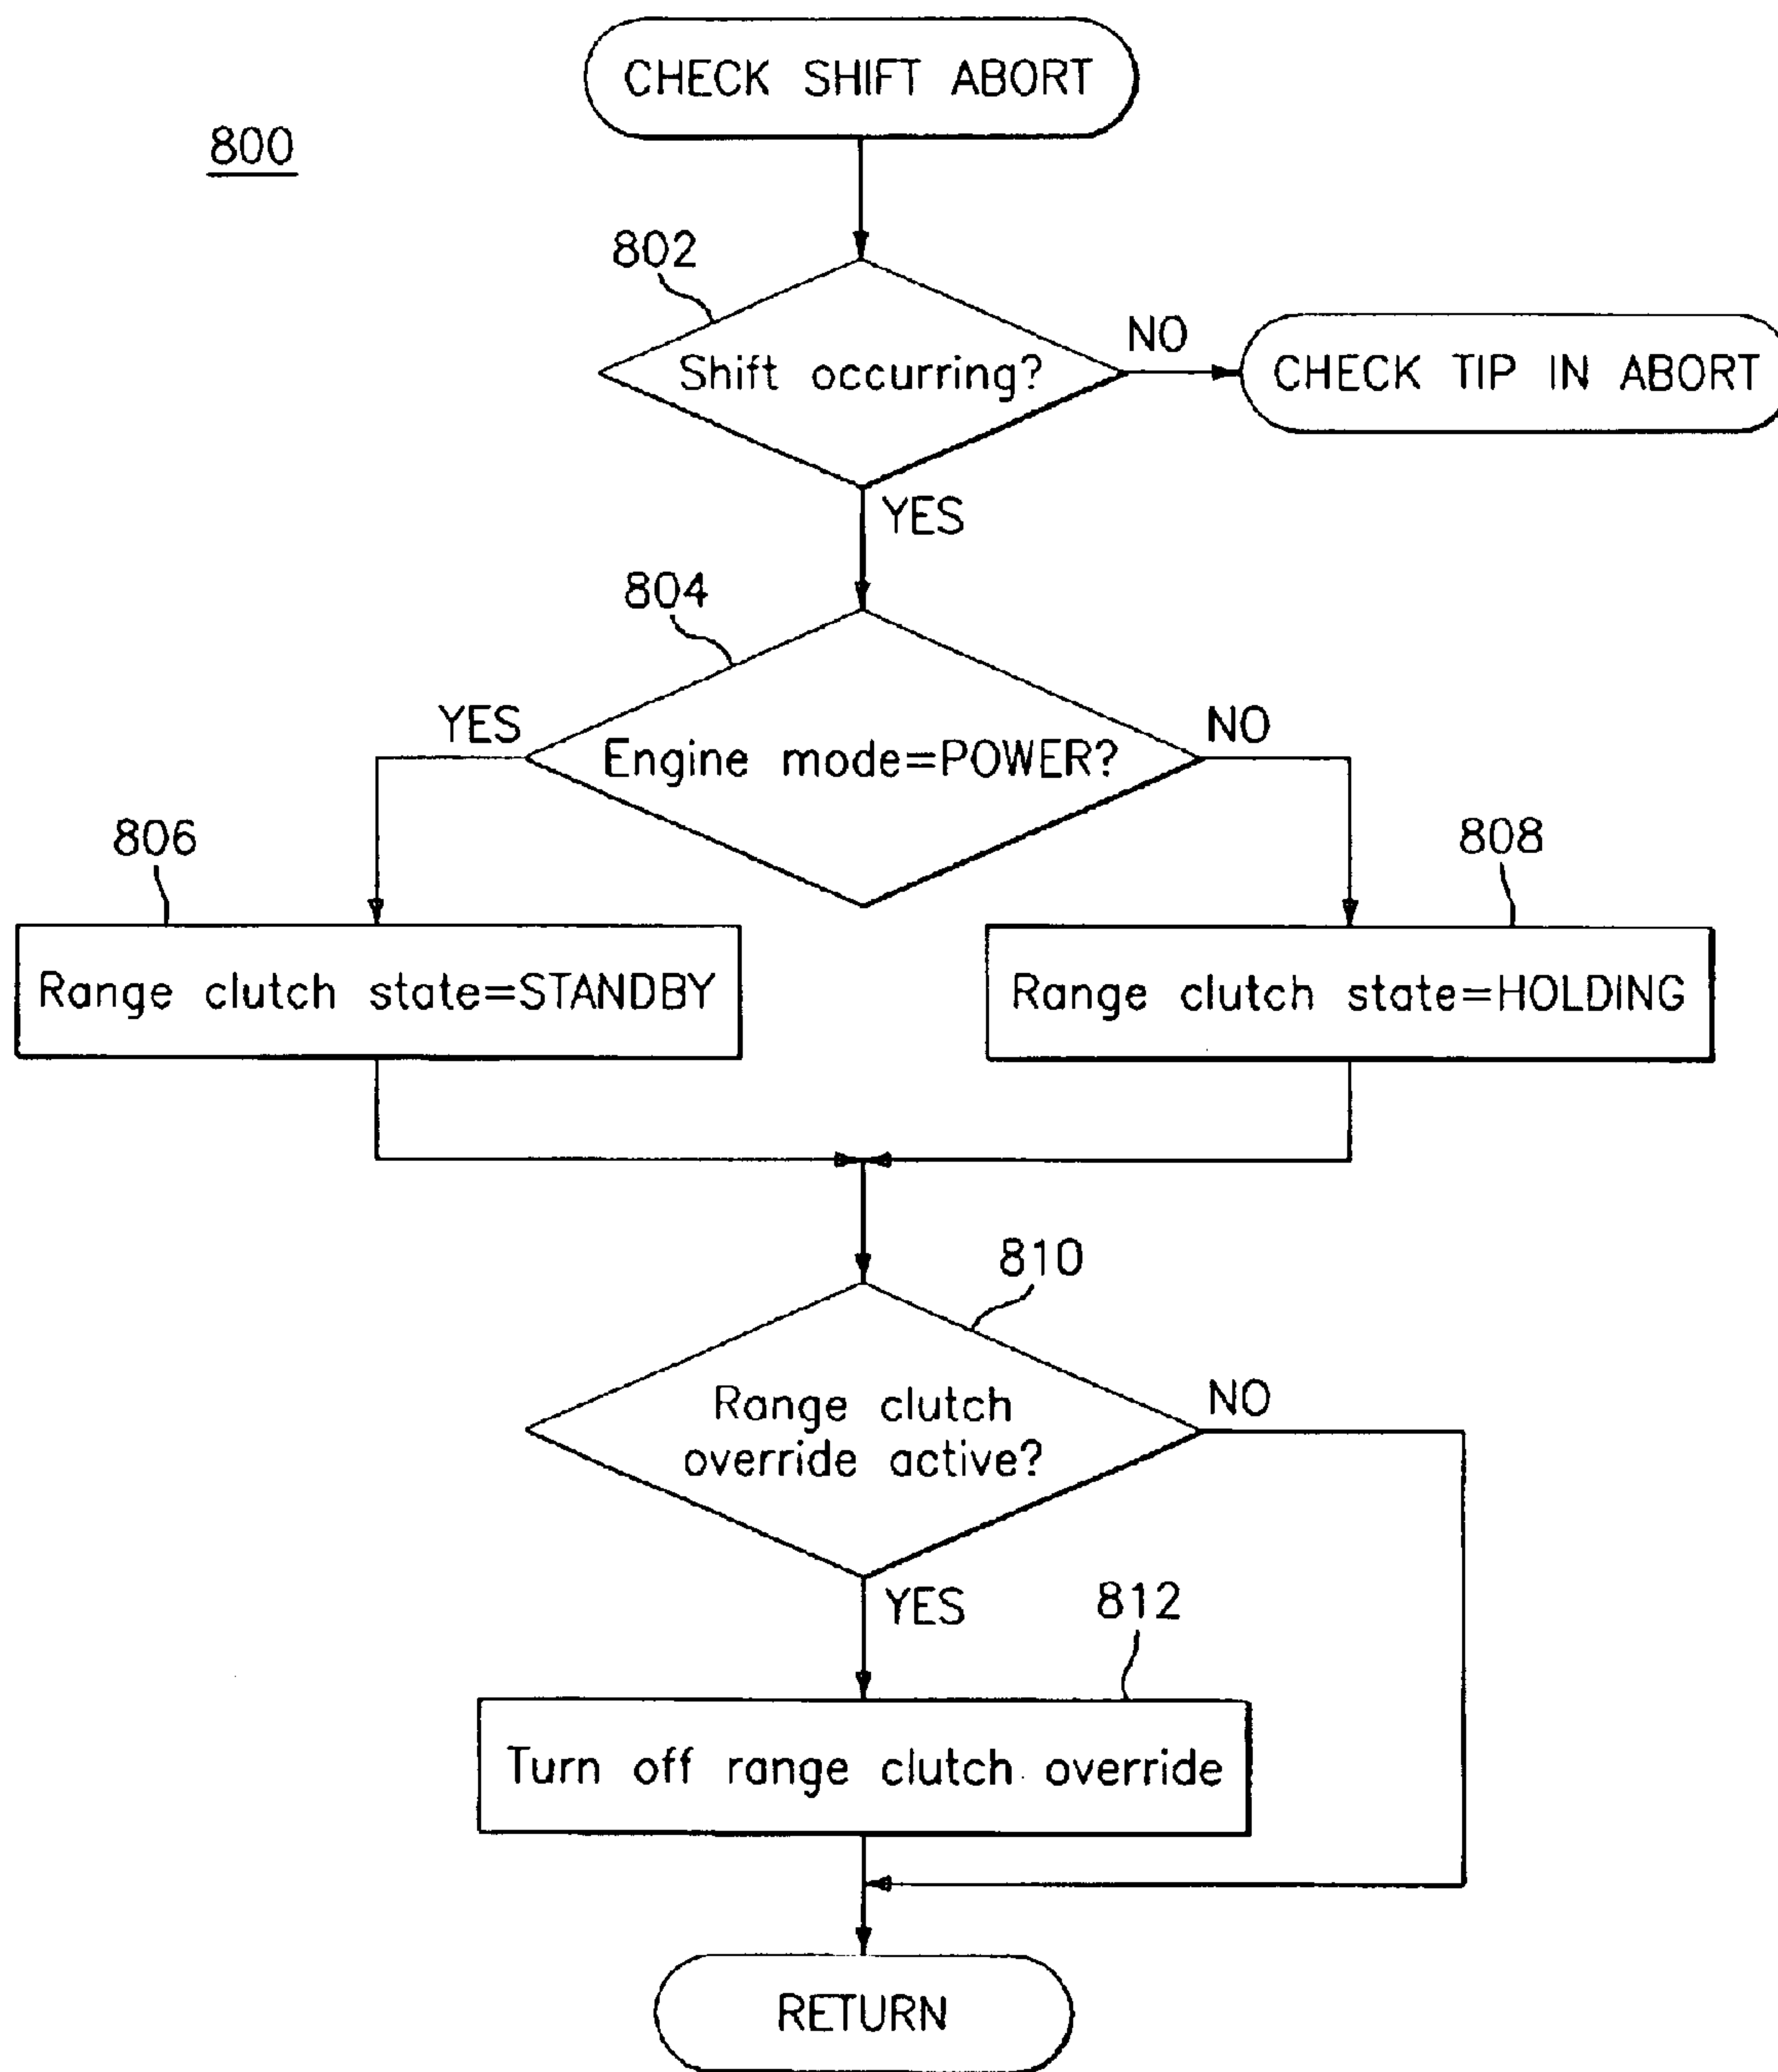 CHECK SHIFT ABORT
800
802
Shift occurring?
NO
CHECK TIP IN ABORT
YES
804
YES
Engine mode=POWER?
NO
806
808
Range clutch state=STANDBY
Range clutch state=HOLDING
810
Range clutch
override active?
NO
YES
812
Turn off range clutch override
RETURN